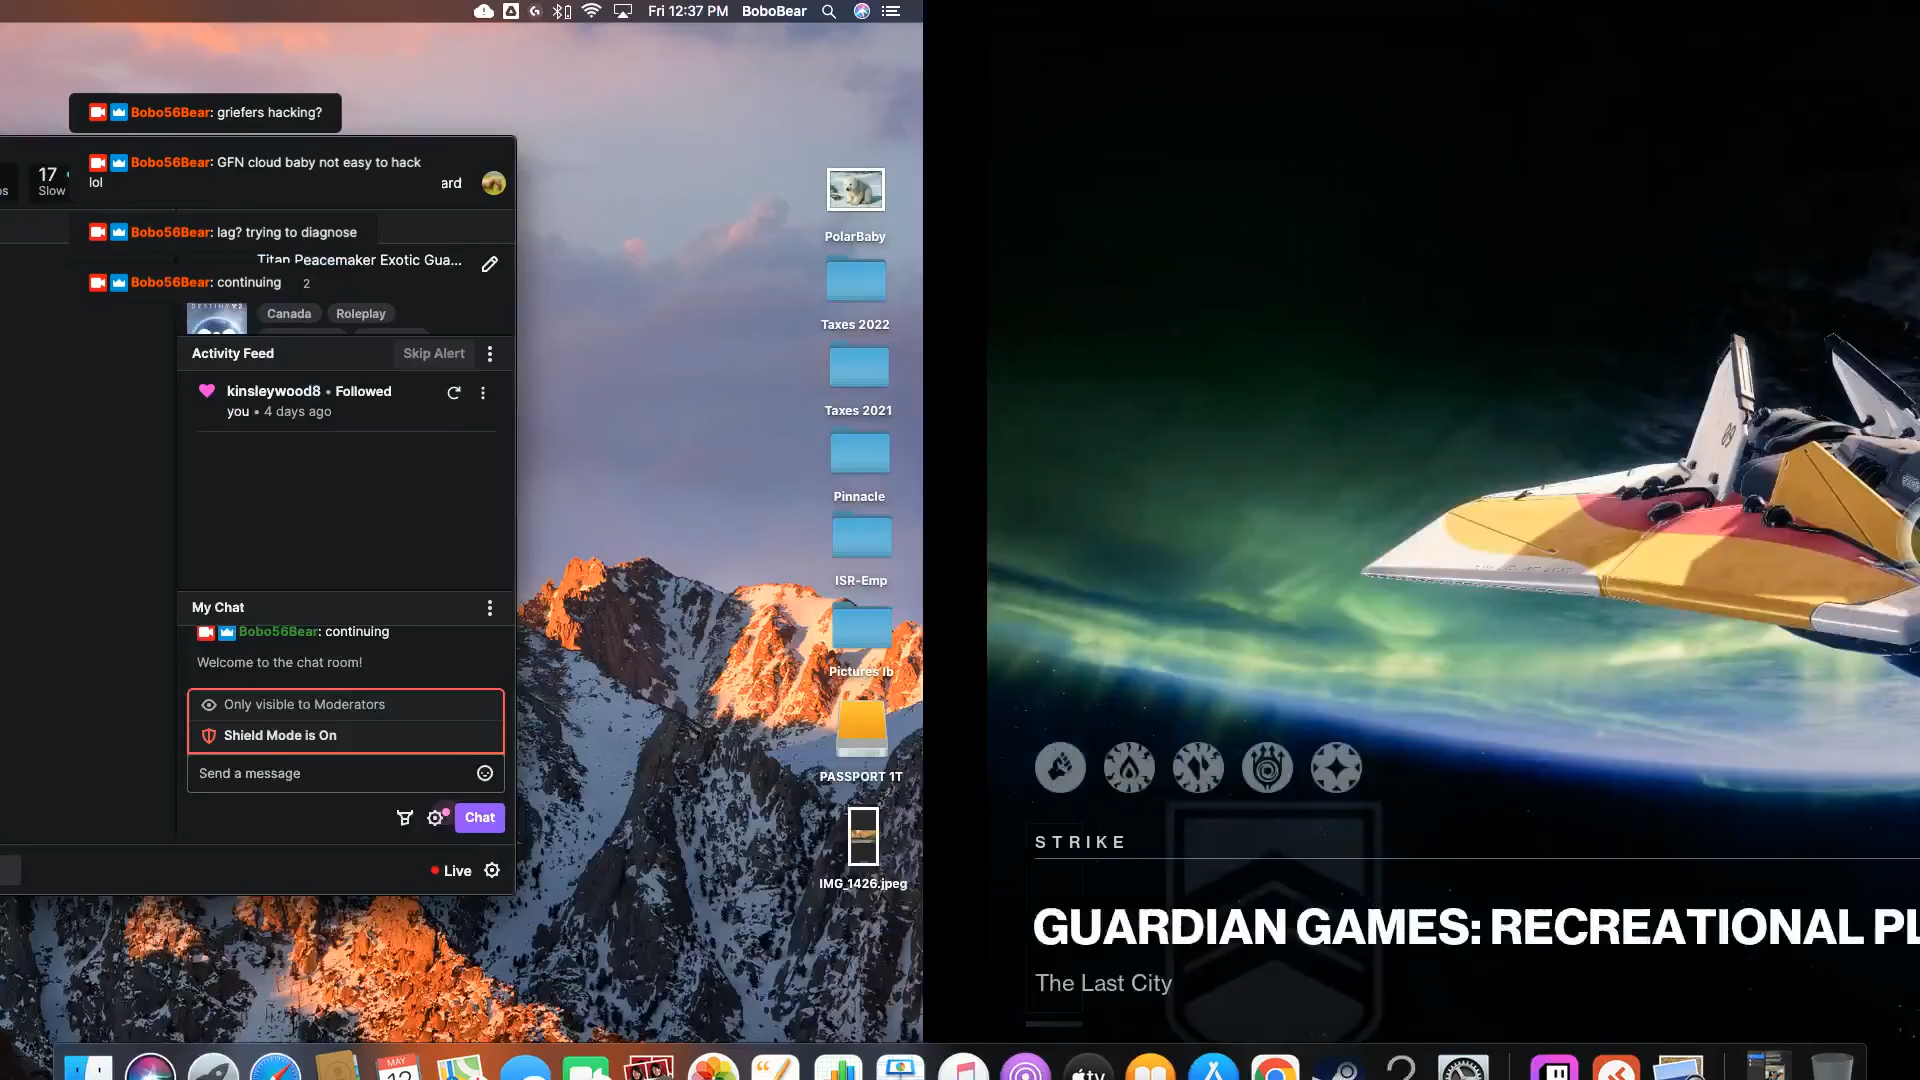 Fri 12:37 PM BoboBear
Bobo56Bear: griefers hacking?
Bobo56Bear: GFN cloud baby not easy to hack
lol
ard
17
Slow
Bobo56Bear: lag? trying to diagnose
Titan Peacemaker Exotic Gua...
Bobo56Bear: continuing
2
Canada
Roleplay
Activity Feed
Skip Alert
kinsleywood8 • Followed
you • 4 days ago
My Chat
Bobo56Bear: continuing
Welcome to the chat room!
Only visible to Moderators
Shield Mode is On
Send a message
Chat
Live
PolarBaby
Taxes 2022
Taxes 2021
Pinnacle
ISR-Emp
Pictures Ib
PASSPORT 1T
IMG_1426.jpeg
STRIKE
GUARDIAN GAMES: RECREATIONAL PL
The Last City
MAY
tv